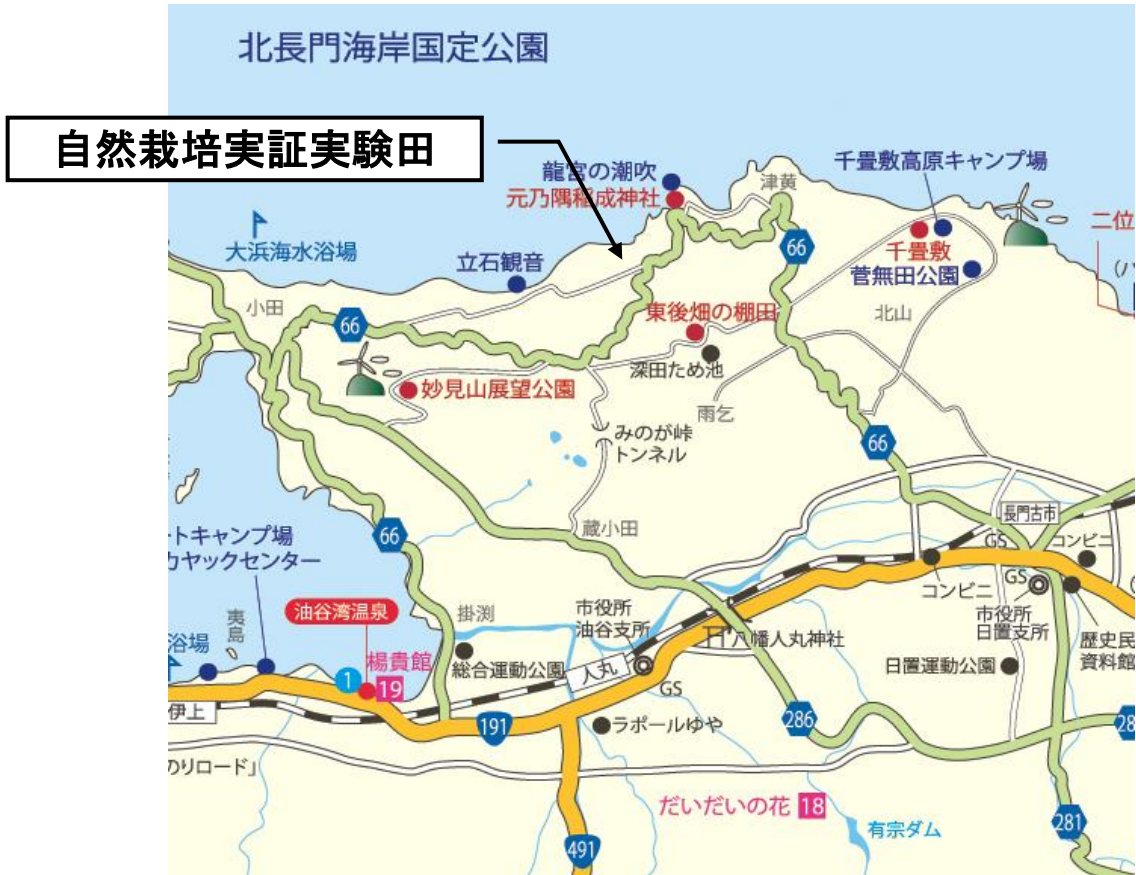 北長門海岸国定公園
自然栽培実証実験田
龍宮の潮吹
元乃隅稲成神社
津黄
千畳敷高原キャンプ場
二位
千畳敷
菅無田公園
(ハ
大浜海水浴場
立石観音
66
小田
66
東後畑の棚田
北山
深田ため池
妙見山展望公園
雨乞
みのが峠
トンネル
66
蔵小田
66
長門古市
ートキャンプ場
カヤックセンター
GS
コンビニ
コンビニ
GS
油谷湾温泉
夷島
掛渕
市役所
油谷支所
八幡人丸神社
市役所
日置支所
歴史民
資料館
浴場
楊貴館
1
19
総合運動公園
人丸
GS
日置運動公園
伊上
191
ラポールゆや
286
28
のりロード」
だいだいの花 18
有宗ダム
281
491